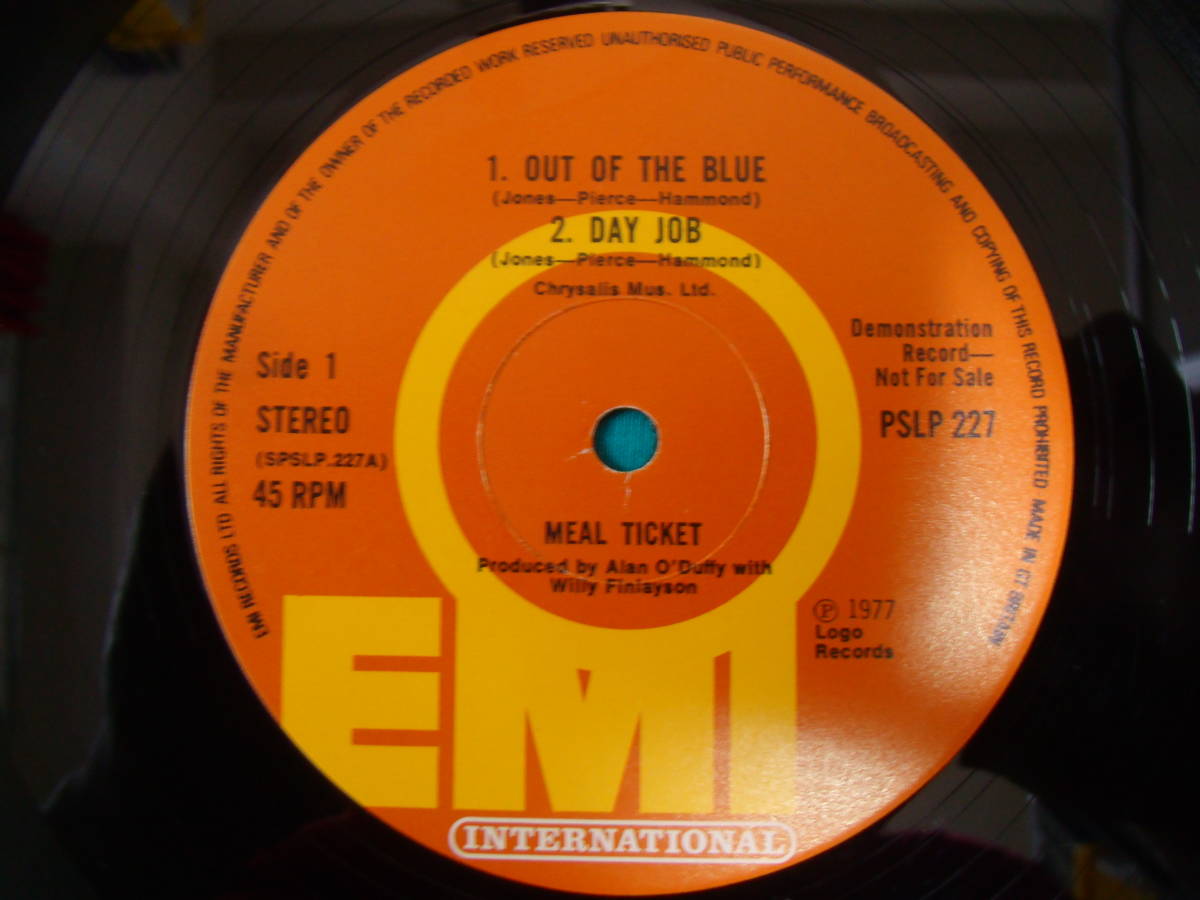 EMI RECORDS LTD ALL RIGHTS OF THE MANUFACTURER AND OF THE OWNER OF THE RECORDED WORK RESERVED UNAUTHORISED PUBLIC PERFORMANCE BROADCASTING AND COPYING OF THIS RECORD PROHIBITED MADE IN GT BRITAIN
1. OUT OF THE BLUE
(Jones—Pierce—Hammond)
2. DAY JOB
(Jones—Pierce—Hammond)
Chrysalis Mus. Ltd.
Side 1
STEREO
(SPSLP.227A)
45 RPM
Demonstration
Record—
Not For Sale
PSLP 227
MEAL TICKET
Produced by Alan O'Duffy with
Willy Finlayson
Ⓟ 1977
Logo
Records
EMI
INTERNATIONAL